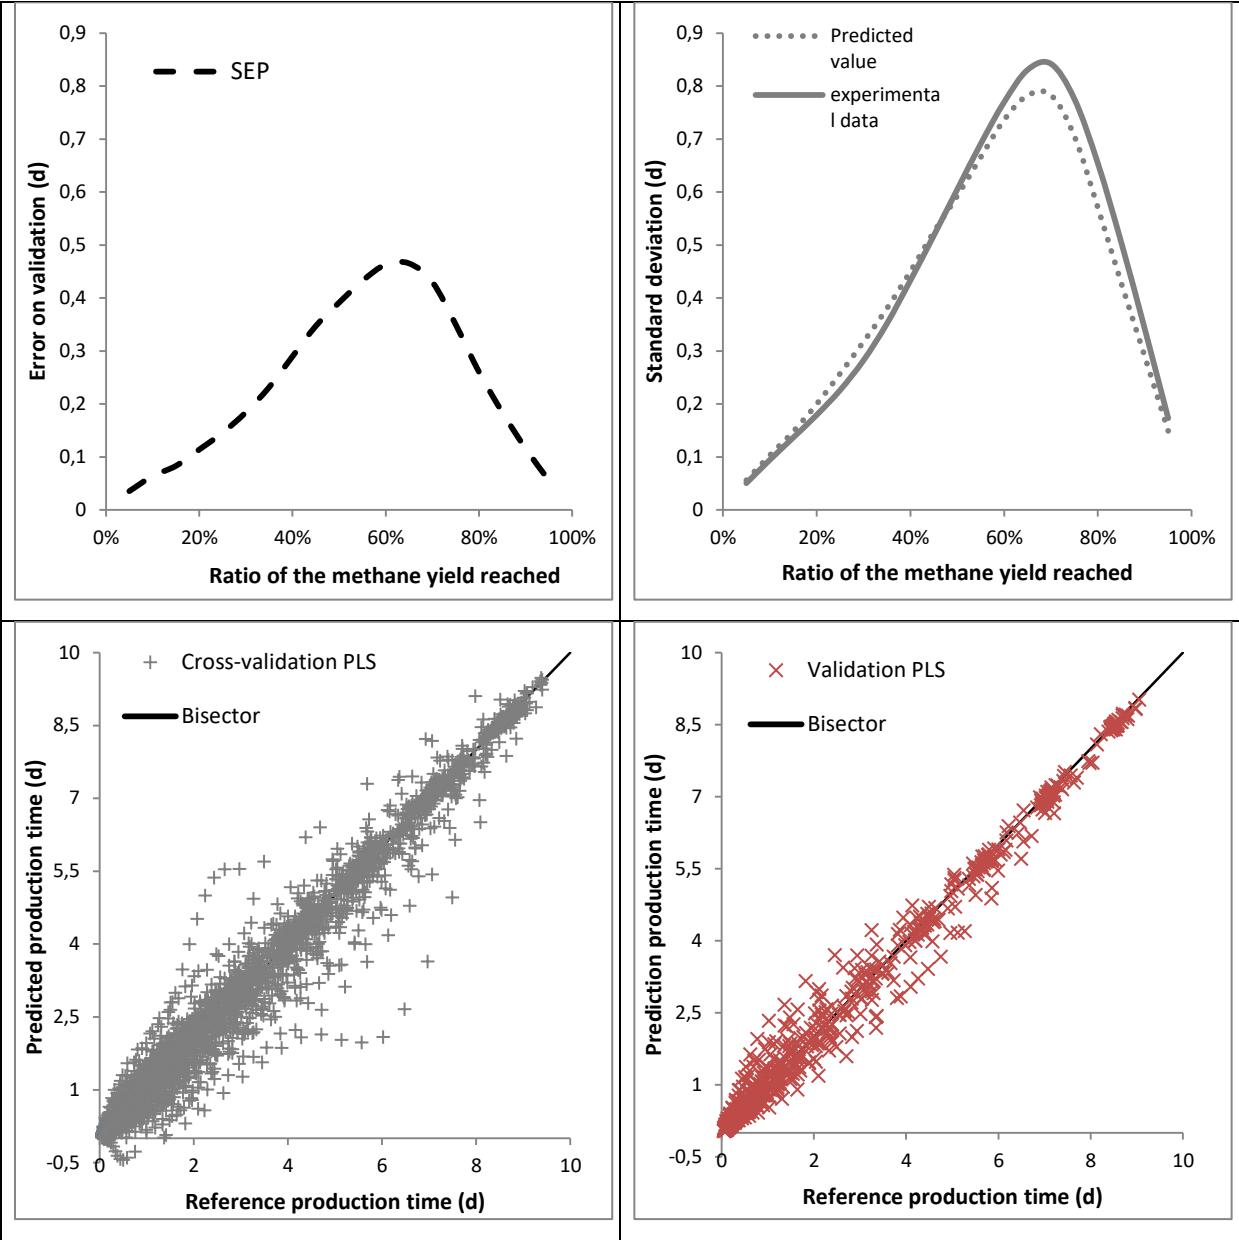 0,9
0,8
0,7
0,6
0,5
0,4
0,3
0,2
0,1
0
SEP
Error on validation (d)
0% 20% 40% 60% 80% 100%
Ratio of the methane yield reached
0,9
0,8
0,7
0,6
0,5
0,4
0,3
0,2
0,1
0
Predicted
value
experimenta
l data
Standard deviation (d)
0% 20% 40% 60% 80% 100%
Ratio of the methane yield reached
10
8,5
7
5,5
4
2,5
1
-0,5
Cross-validation PLS
Bisector
Predicted production time (d)
0 2 4 6 8 10
Reference production time (d)
10
8,5
7
5,5
4
2,5
1
-0,5
Validation PLS
Bisector
Prediction production time (d)
0 2 4 6 8 10
Reference production time (d)